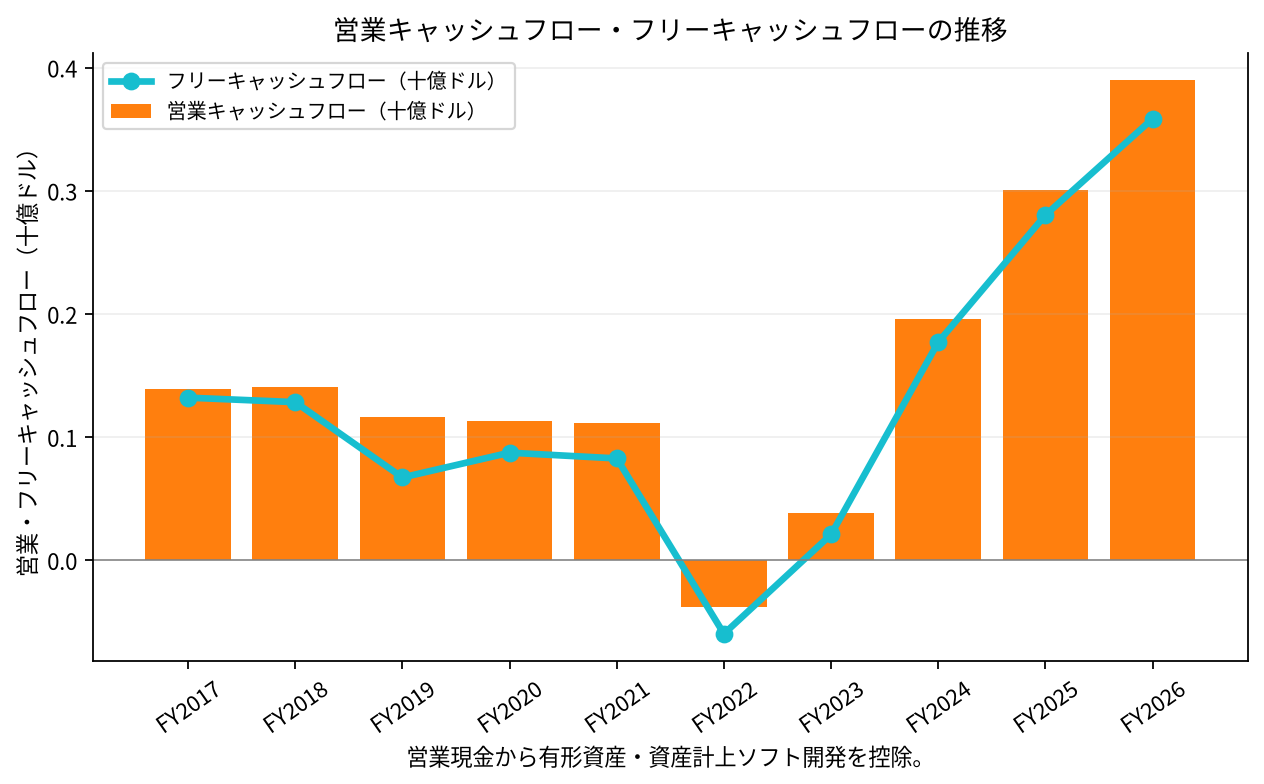 営業キャッシュフロー・フリーキャッシュフローの推移
フリーキャッシュフロー（十億ドル）
営業キャッシュフロー（十億ドル）
営業・フリーキャッシュフロー（十億ドル）
0.4
0.3
0.2
0.1
0.0
FY2017
FY2018
FY2019
FY2020
FY2021
FY2022
FY2023
FY2024
FY2025
FY2026
営業現金から有形資産・資産計上ソフト開発を控除。